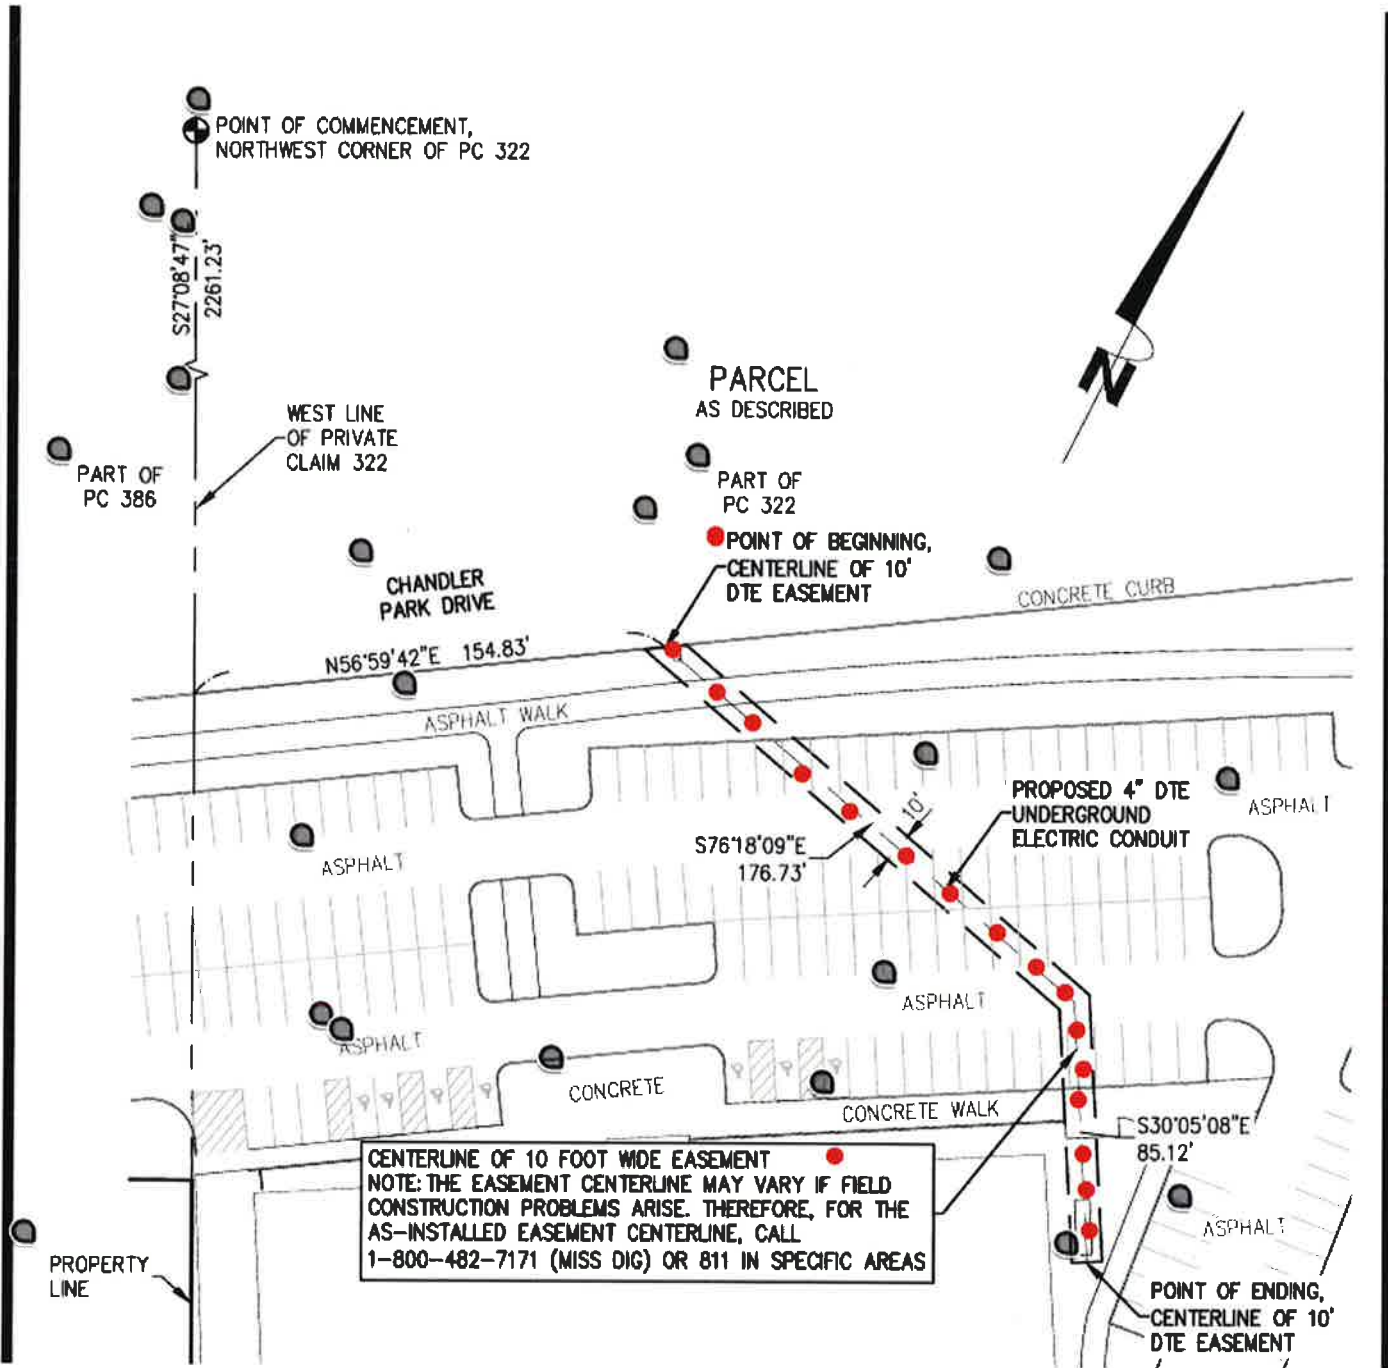 POINT OF COMMENCEMENT,
NORTHWEST CORNER OF PC 322
S27°08'47"
2261.23'
N
PARCEL
AS DESCRIBED
WEST LINE
OF PRIVATE
CLAIM 322
PART OF
PC 386
PART OF
PC 322
POINT OF BEGINNING,
CENTERLINE OF 10'
DTE EASEMENT
CHANDLER
PARK DRIVE
CONCRETE CURB
N56°59'42"E 154.83'
ASPHALT WALK
PROPOSED 4" DTE
UNDERGROUND
ELECTRIC CONDUIT
ASPHALT
10'
S76°18'09"E
176.73'
ASPHALT
ASPHALT
ASPHALT
CONCRETE
CONCRETE WALK
S30°05'08"E
85.12'
CENTERLINE OF 10 FOOT WIDE EASEMENT
NOTE: THE EASEMENT CENTERLINE MAY VARY IF FIELD
CONSTRUCTION PROBLEMS ARISE. THEREFORE, FOR THE
AS-INSTALLED EASEMENT CENTERLINE, CALL
1-800-482-7171 (MISS DIG) OR 811 IN SPECIFIC AREAS
ASPHALT
PROPERTY
LINE
POINT OF ENDING,
CENTERLINE OF 10'
DTE EASEMENT